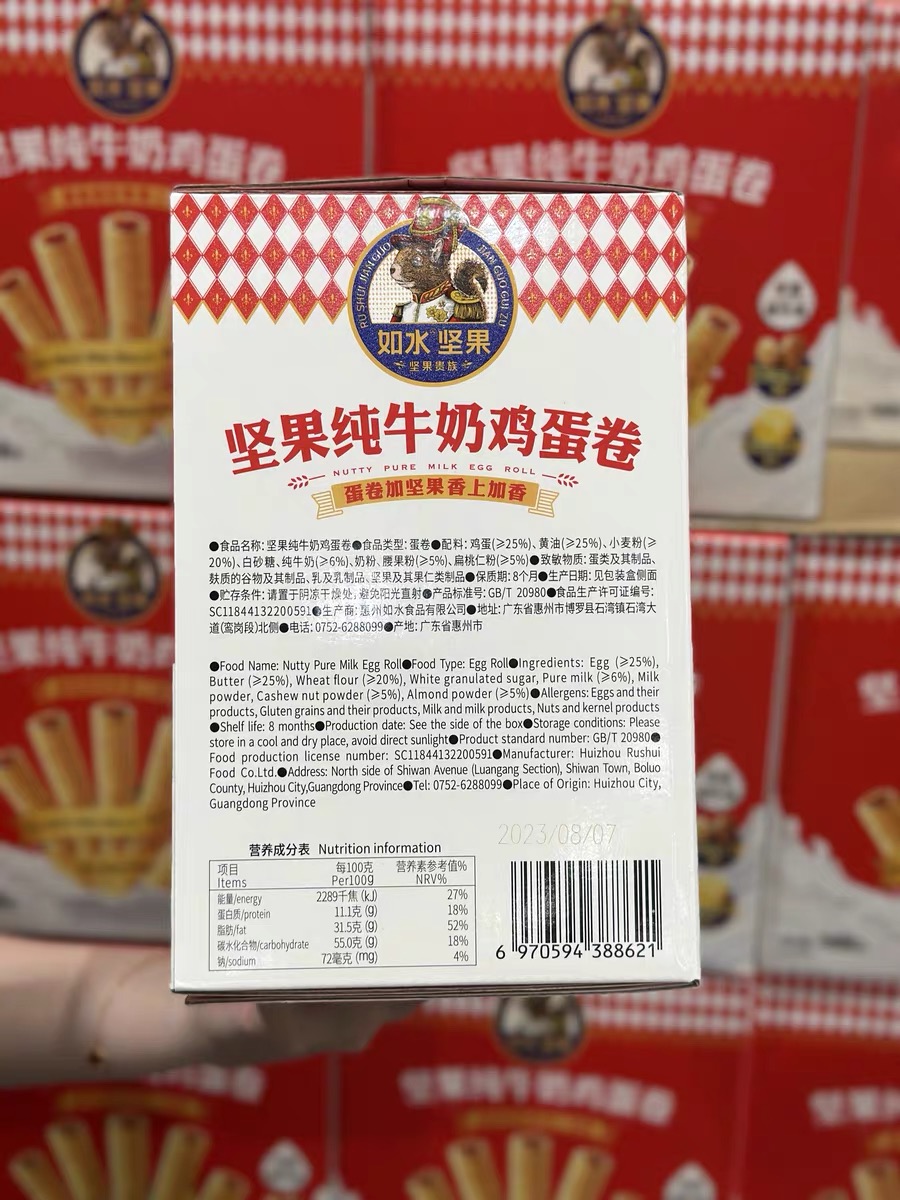 RU SHUI JIAN GUO
JIAN GUO GUI ZU
如水®坚果
坚果贵族
坚果纯牛奶鸡蛋卷
NUTTY PURE MILK EGG ROLL
蛋卷加坚果香上加香
●食品名称:坚果纯牛奶鸡蛋卷●食品类型:蛋卷●配料:鸡蛋(≥25%)、黄油(≥25%)、小麦粉(≥
20%)、白砂糖、纯牛奶(≥6%)、奶粉、腰果粉(≥5%)、扁桃仁粉(≥5%)●致敏物质:蛋类及其制品、
麸质的谷物及其制品、乳及乳制品、坚果及其果仁类制品●保质期:8个月●生产日期:见包装盒侧面
●贮存条件:请置于阴凉干燥处,避免阳光直射●产品标准号:GB/T 20980●食品生产许可证编号:
SC11844132200591●生产商:惠州如水食品有限公司●地址:广东省惠州市博罗县石湾镇石湾大
道(鸾岗段)北侧●电话:0752-6288099●产地:广东省惠州市
●Food Name: Nutty Pure Milk Egg Roll●Food Type: Egg Roll●Ingredients: Egg (≥25%),
Butter (≥25%), Wheat flour (≥20%), White granulated sugar, Pure milk (≥6%), Milk
powder, Cashew nut powder (≥5%), Almond powder (≥5%)●Allergens: Eggs and their
products, Gluten grains and their products, Milk and milk products, Nuts and kernel products
●Shelf life: 8 months●Production date: See the side of the box●Storage conditions: Please
store in a cool and dry place, avoid direct sunlight●Product standard number: GB/T 20980●
Food production license number: SC11844132200591●Manufacturer: Huizhou Rushui
Food Co.Ltd.●Address: North side of Shiwan Avenue (Luangang Section), Shiwan Town, Boluo
County, Huizhou City,Guangdong Province●Tel: 0752-6288099●Place of Origin: Huizhou City,
Guangdong Province
2023/08/07
营养成分表 Nutrition information
项目 每100克 营养素参考值%
Items Per100g NRV%
能量/energy 2289千焦 (kJ) 27%
蛋白质/protein 11.1克 (g) 18%
脂肪/fat 31.5克 (g) 52%
碳水化合物/carbohydrate 55.0克 (g) 18%
钠/sodium 72毫克 (mg) 4%
6 970594 388621
坚果纯牛奶鸡蛋卷
坚果纯牛奶鸡蛋卷